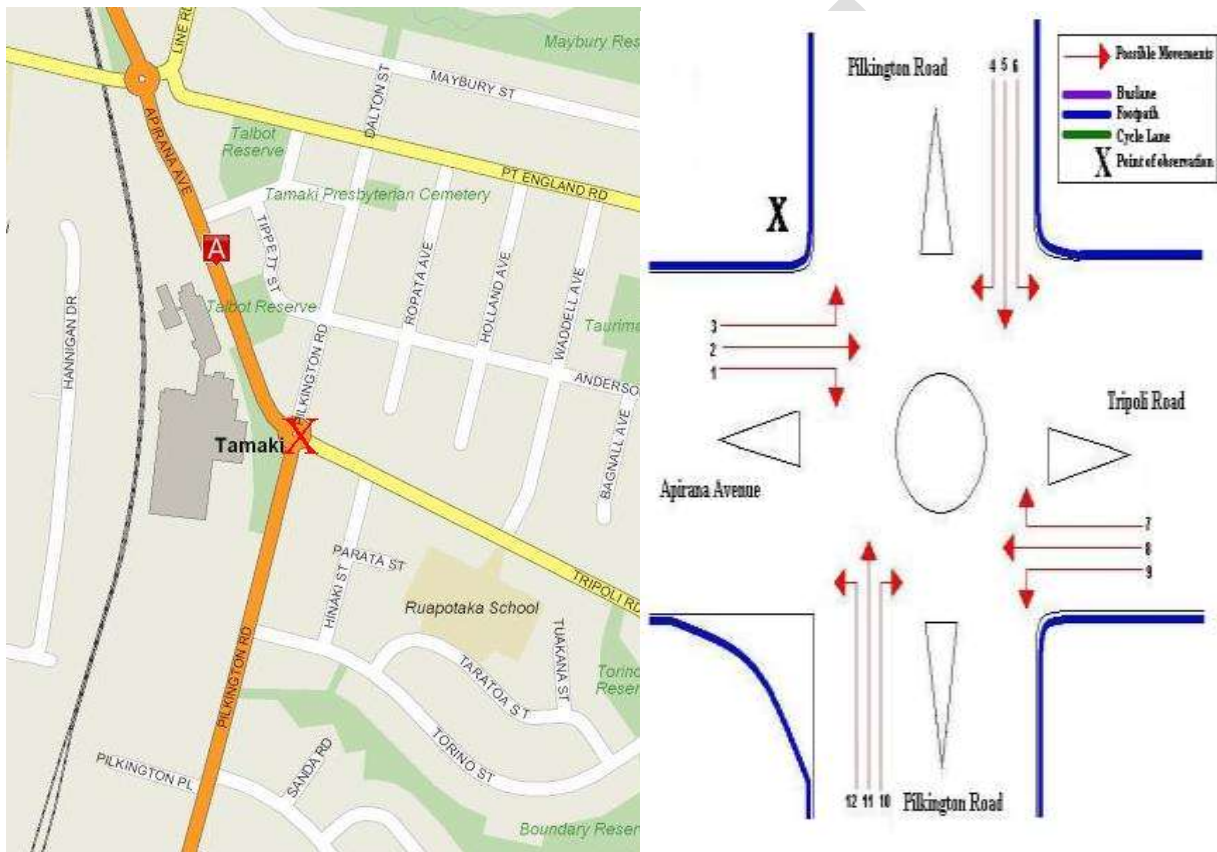 LINE RD
Maybury Res
MAYBURY ST
DALTON ST
APIRANA AVE
Talbot
Reserve
PT ENGLAND RD
Tamaki Presbyterian Cemetery
TIPPETT ST
A
HANNIGAN DR
Talbot Reserve
ROPATA AVE
HOLLAND AVE
WADDELL AVE
Taurima
PILKINGTON RD
ANDERSO
BAGNALL AVE
Tamaki
X
PARATA ST
HINAKI ST
Ruapotaka School
TRIPOLI RD
TUAKANA ST
TARATOA ST
Torino
Reser
PILKINGTON RD
TORINO ST
SANDA RD
PILKINGTON PL
Boundary Reser
Pilkington Road
4 5 6
Possible Movements
Buslane
Footpath
Cycle Lane
X Point of observation
X
3
2
1
Tripoli Road
Apirana Avenue
7
8
9
12 11 10
Pilkington Road